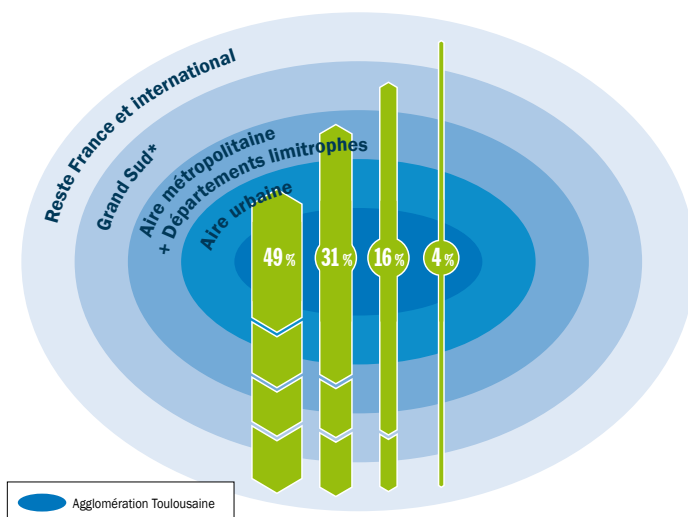 Reste France et international
Grand Sud*
Aire métropolitaine
+ Départements limitrophes
Aire urbaine
49 %
31 %
16 %
4 %
Agglomération Toulousaine